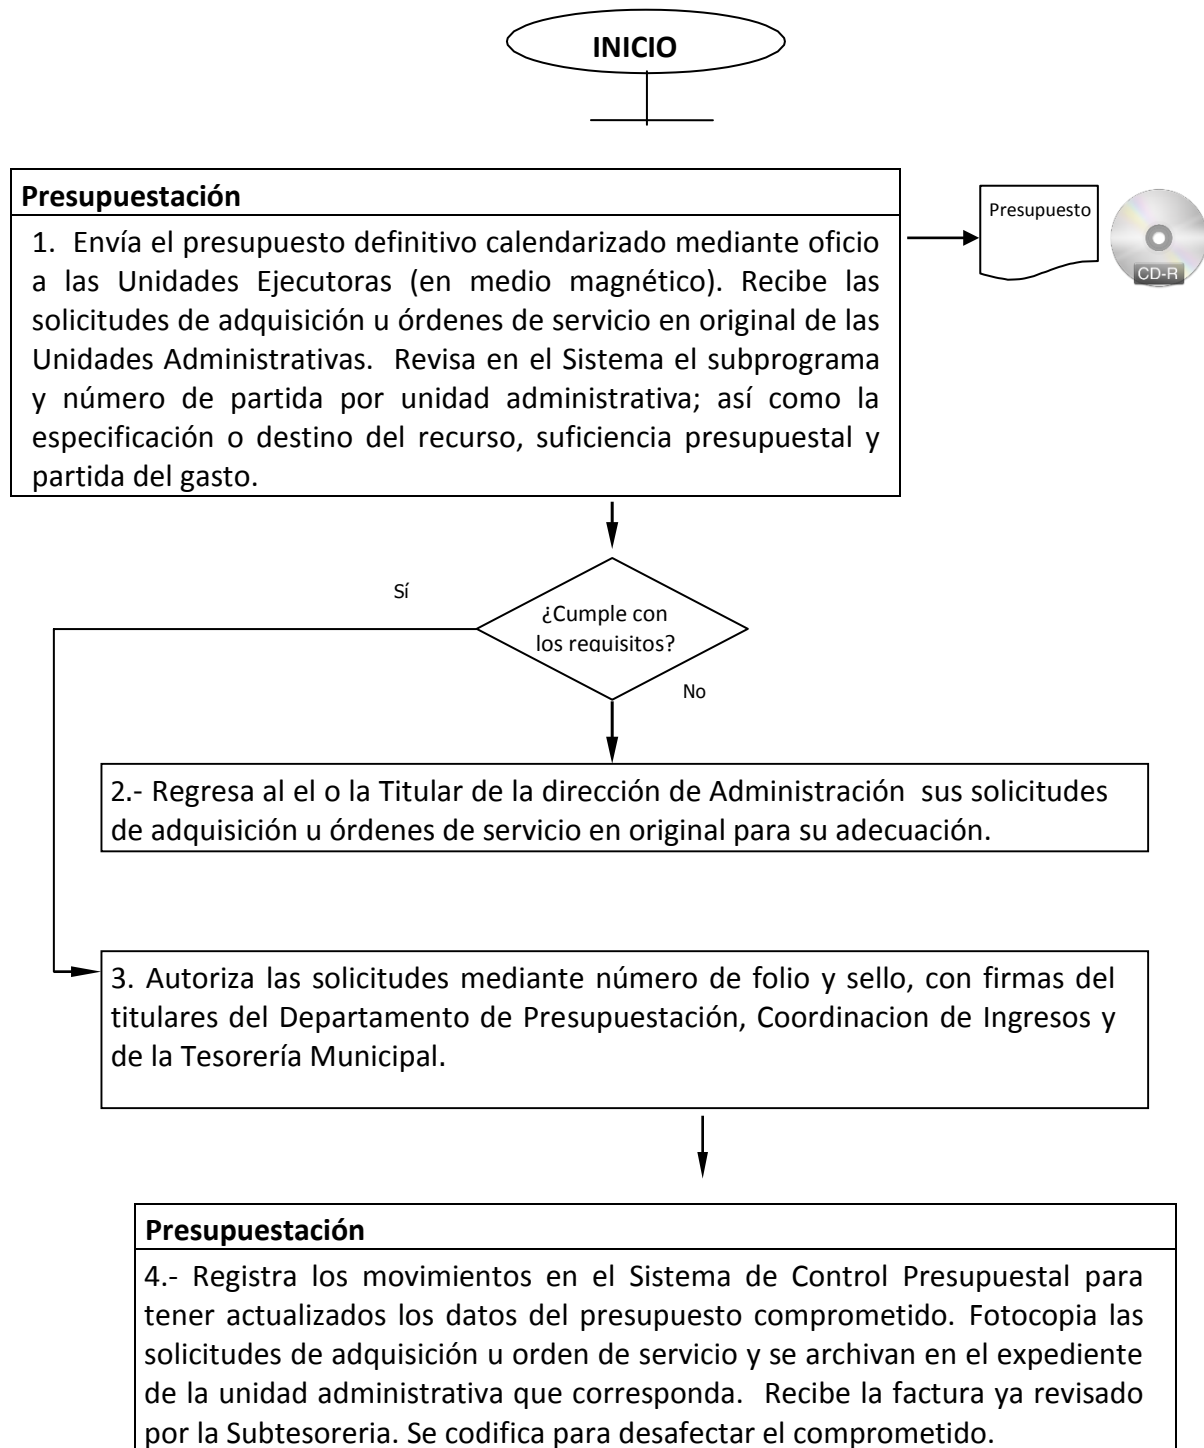 INICIO
Presupuestación
1. Envía el presupuesto definitivo calendarizado mediante oficio
a las Unidades Ejecutoras (en medio magnético). Recibe las
solicitudes de adquisición u órdenes de servicio en original de las
Unidades Administrativas. Revisa en el Sistema el subprograma
y número de partida por unidad administrativa; así como la
especificación o destino del recurso, suficiencia presupuestal y
partida del gasto.
Presupuesto
CD-R
Sí
¿Cumple con
los requisitos?
No
2.- Regresa al el o la Titular de la dirección de Administración sus solicitudes
de adquisición u órdenes de servicio en original para su adecuación.
3. Autoriza las solicitudes mediante número de folio y sello, con firmas del
titulares del Departamento de Presupuestación, Coordinacion de Ingresos y
de la Tesorería Municipal.
Presupuestación
4.- Registra los movimientos en el Sistema de Control Presupuestal para
tener actualizados los datos del presupuesto comprometido. Fotocopia las
solicitudes de adquisición u orden de servicio y se archivan en el expediente
de la unidad administrativa que corresponda. Recibe la factura ya revisado
por la Subtesoreria. Se codifica para desafectar el comprometido.